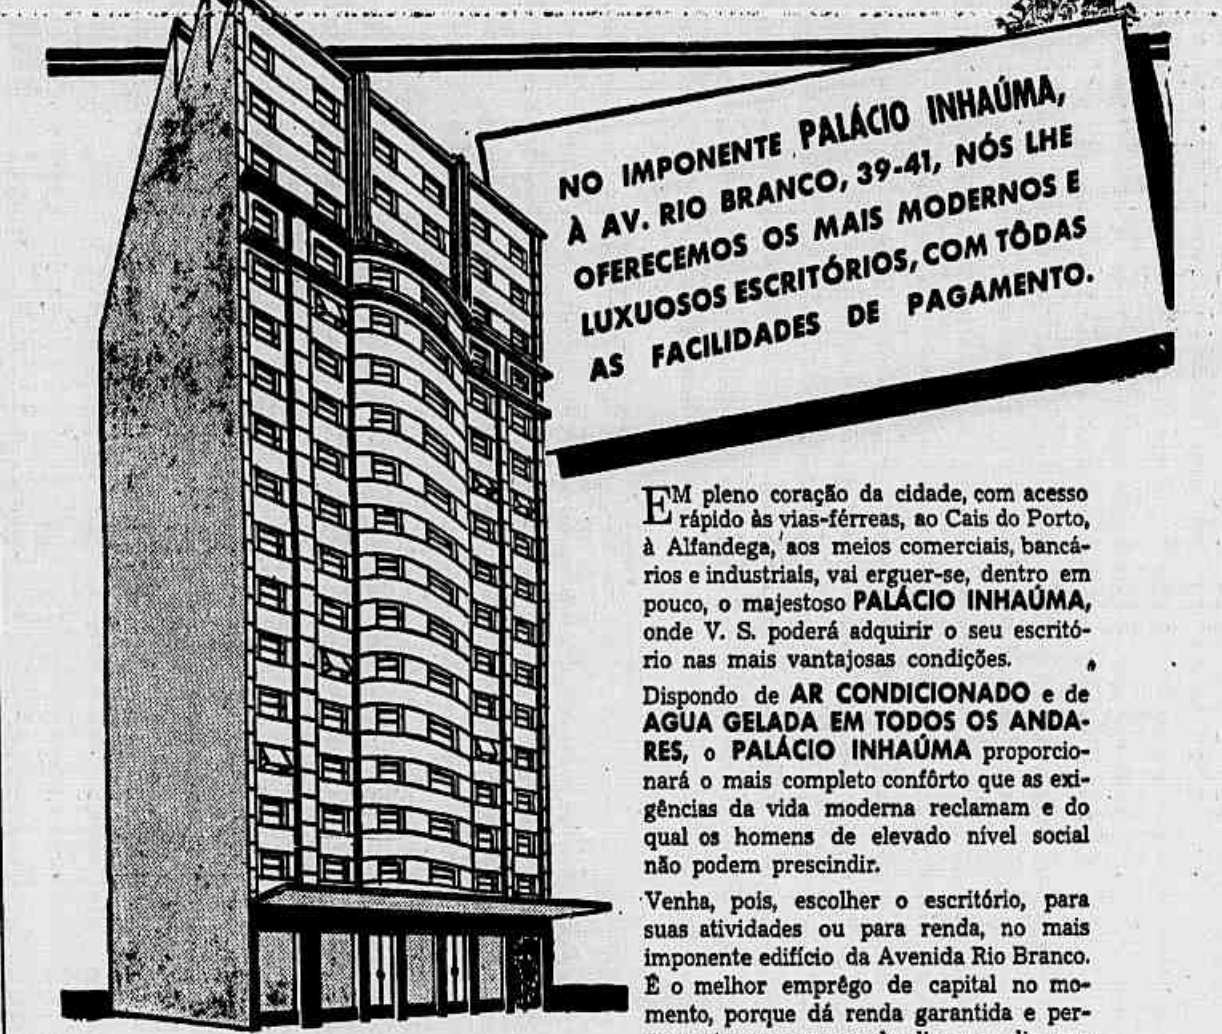 NO IMPONENTE PALÁCIO INHAÚMA,
À AV. RIO BRANCO, 39-41, NÓS LHE
OFERECEMOS OS MAIS MODERNOS E
LUXUOSOS ESCRITÓRIOS, COM TÔDAS
AS FACILIDADES DE PAGAMENTO.
EM pleno coração da cidade, com acesso
rápido às vias-férreas, ao Cais do Porto,
à Alfandega, aos meios comerciais, bancá-
rios e industriais, vai erguer-se, dentro em
pouco, o majestoso PALÁCIO INHAÚMA,
onde V. S. poderá adquirir o seu escritó-
rio nas mais vantajosas condições.
Dispondo de AR CONDICIONADO e de
AGUA GELADA EM TODOS OS ANDA-
RES, o PALÁCIO INHAÚMA proporcio-
nará o mais completo confôrto que as exi-
gências da vida moderna reclamam e do
qual os homens de elevado nível social
não podem prescindir.
Venha, pois, escolher o escritório, para
suas atividades ou para renda, no mais
imponente edifício da Avenida Rio Branco.
É o melhor emprêgo de capital no mo-
mento, porque dá renda garantida e per-